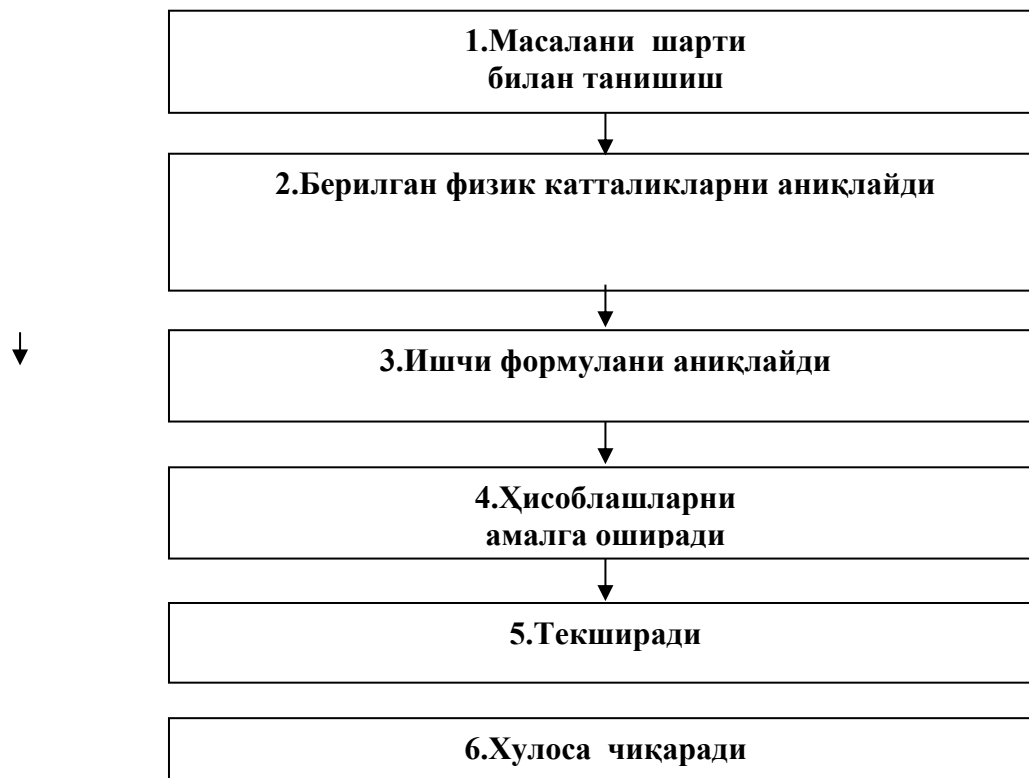 1.Масалани шарти
билан танишиш
2.Берилган физик катталикларни аниқлайди
3.Ишчи формулани аниқлайди
4.Ҳисоблашларни
амалга оширади
5.Текширади
6.Хулоса чиқаради